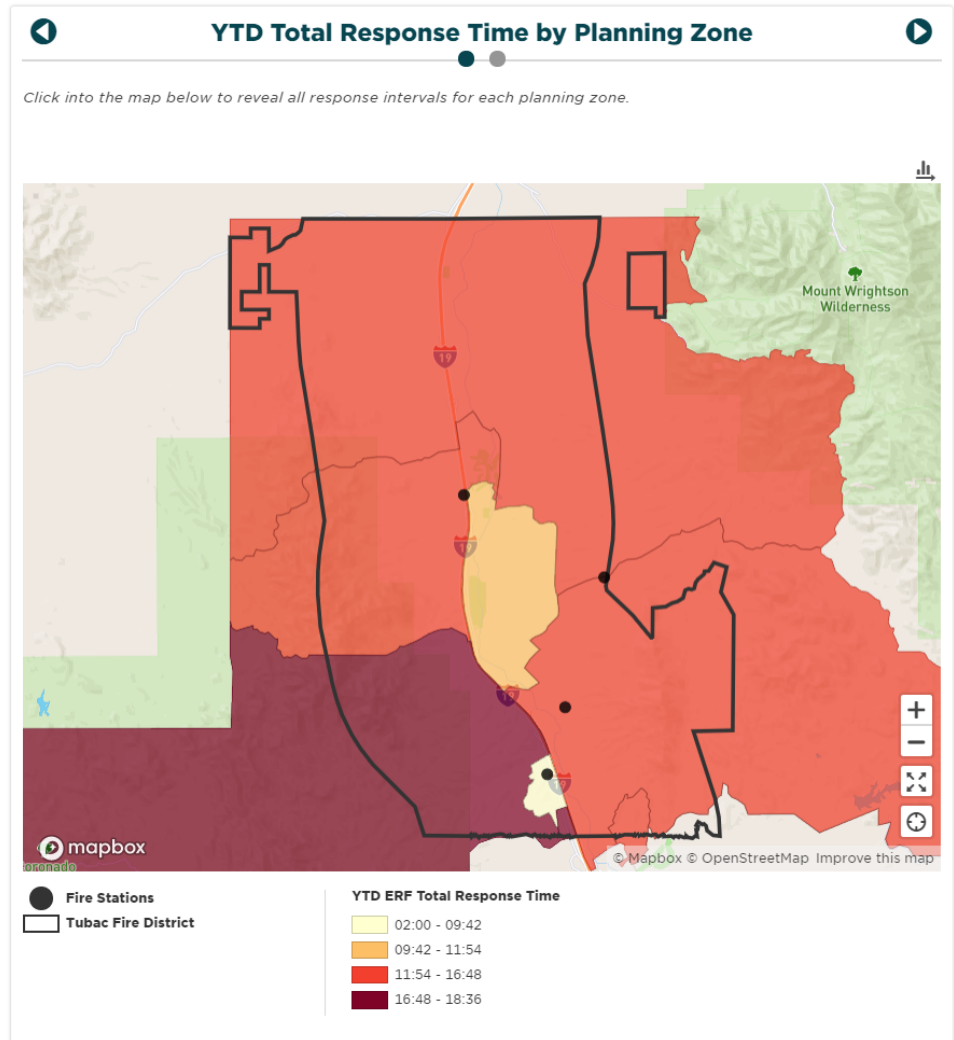 YTD Total Response Time by Planning Zone
Click into the map below to reveal all response intervals for each planning zone.
Mount Wrightson
Wilderness
19
19
19
19
mapbox
oronado
© Mapbox © OpenStreetMap Improve this map
Fire Stations
Tubac Fire District
YTD ERF Total Response Time
02:00 - 09:42
09:42 - 11:54
11:54 - 16:48
16:48 - 18:36